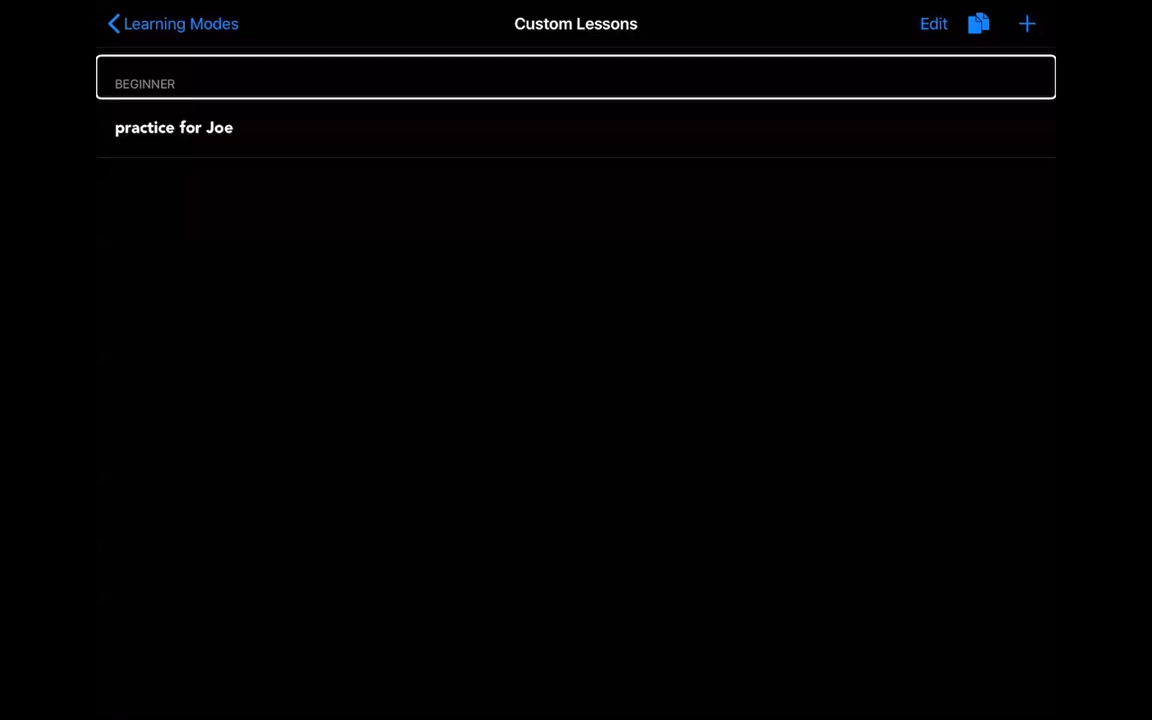 Learning Modes
Custom Lessons
Edit
BEGINNER
practice for Joe